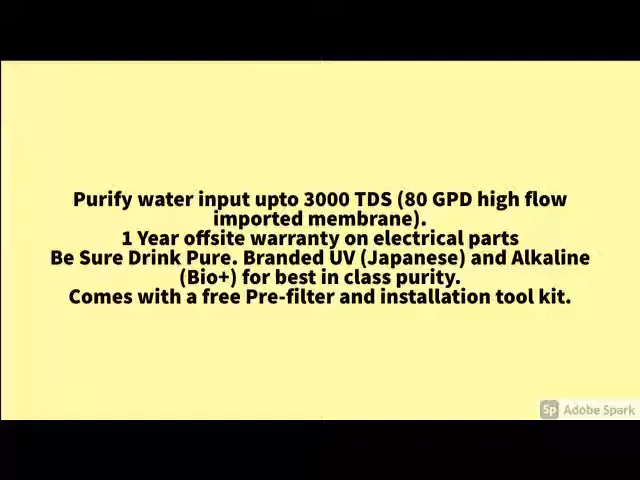 Purify water input upto 3000 TDS (80 GPD high flow
imported membrane).
1 Year offsite warranty on electrical parts
Be Sure Drink Pure. Branded UV (Japanese) and Alkaline
(Bio+) for best in class purity.
Comes with a free Pre-filter and installation tool kit.
Sp Adobe Spark